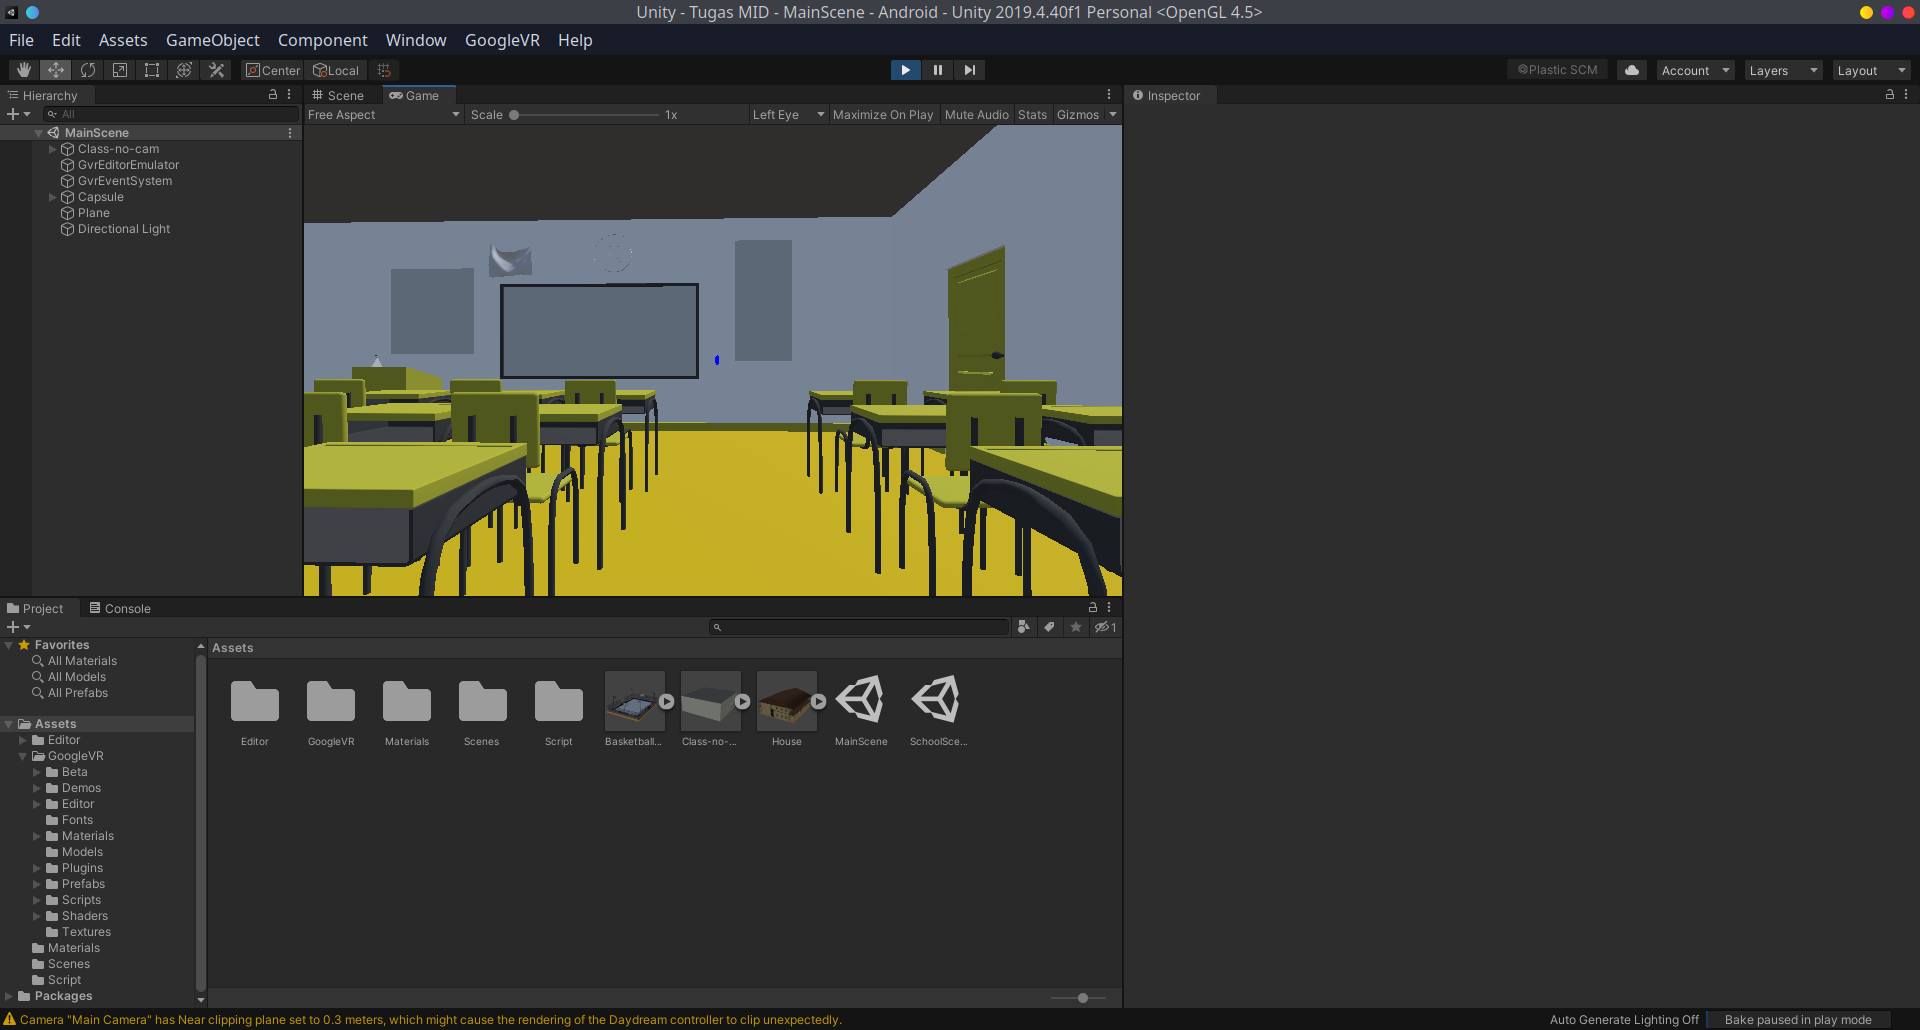 Unity - Tugas MID - MainScene - Android - Unity 2019.4.40f1 Personal <OpenGL 4.5>
File Edit Assets GameObject Component Window GoogleVR Help
Center Local Plastic SCM Account Layers Layout
Hierarchy
All
MainScene
Class-no-cam
GvrEditorEmulator
GvrEventSystem
Capsule
Plane
Directional Light
Scene Game
Free Aspect Scale 1x Left Eye Maximize On Play Mute Audio Stats Gizmos
Inspector
Project Console
1
Favorites
All Materials
All Models
All Prefabs
Assets
Editor
GoogleVR
Beta
Demos
Editor
Fonts
Materials
Models
Plugins
Prefabs
Scripts
Shaders
Textures
Materials
Scenes
Script
Packages
Assets
Editor GoogleVR Materials Scenes Script Basketball... Class-no-... House MainScene SchoolSce...
Camera "Main Camera" has Near clipping plane set to 0.3 meters, which might cause the rendering of the Daydream controller to clip unexpectedly.
Auto Generate Lighting Off Bake paused in play mode